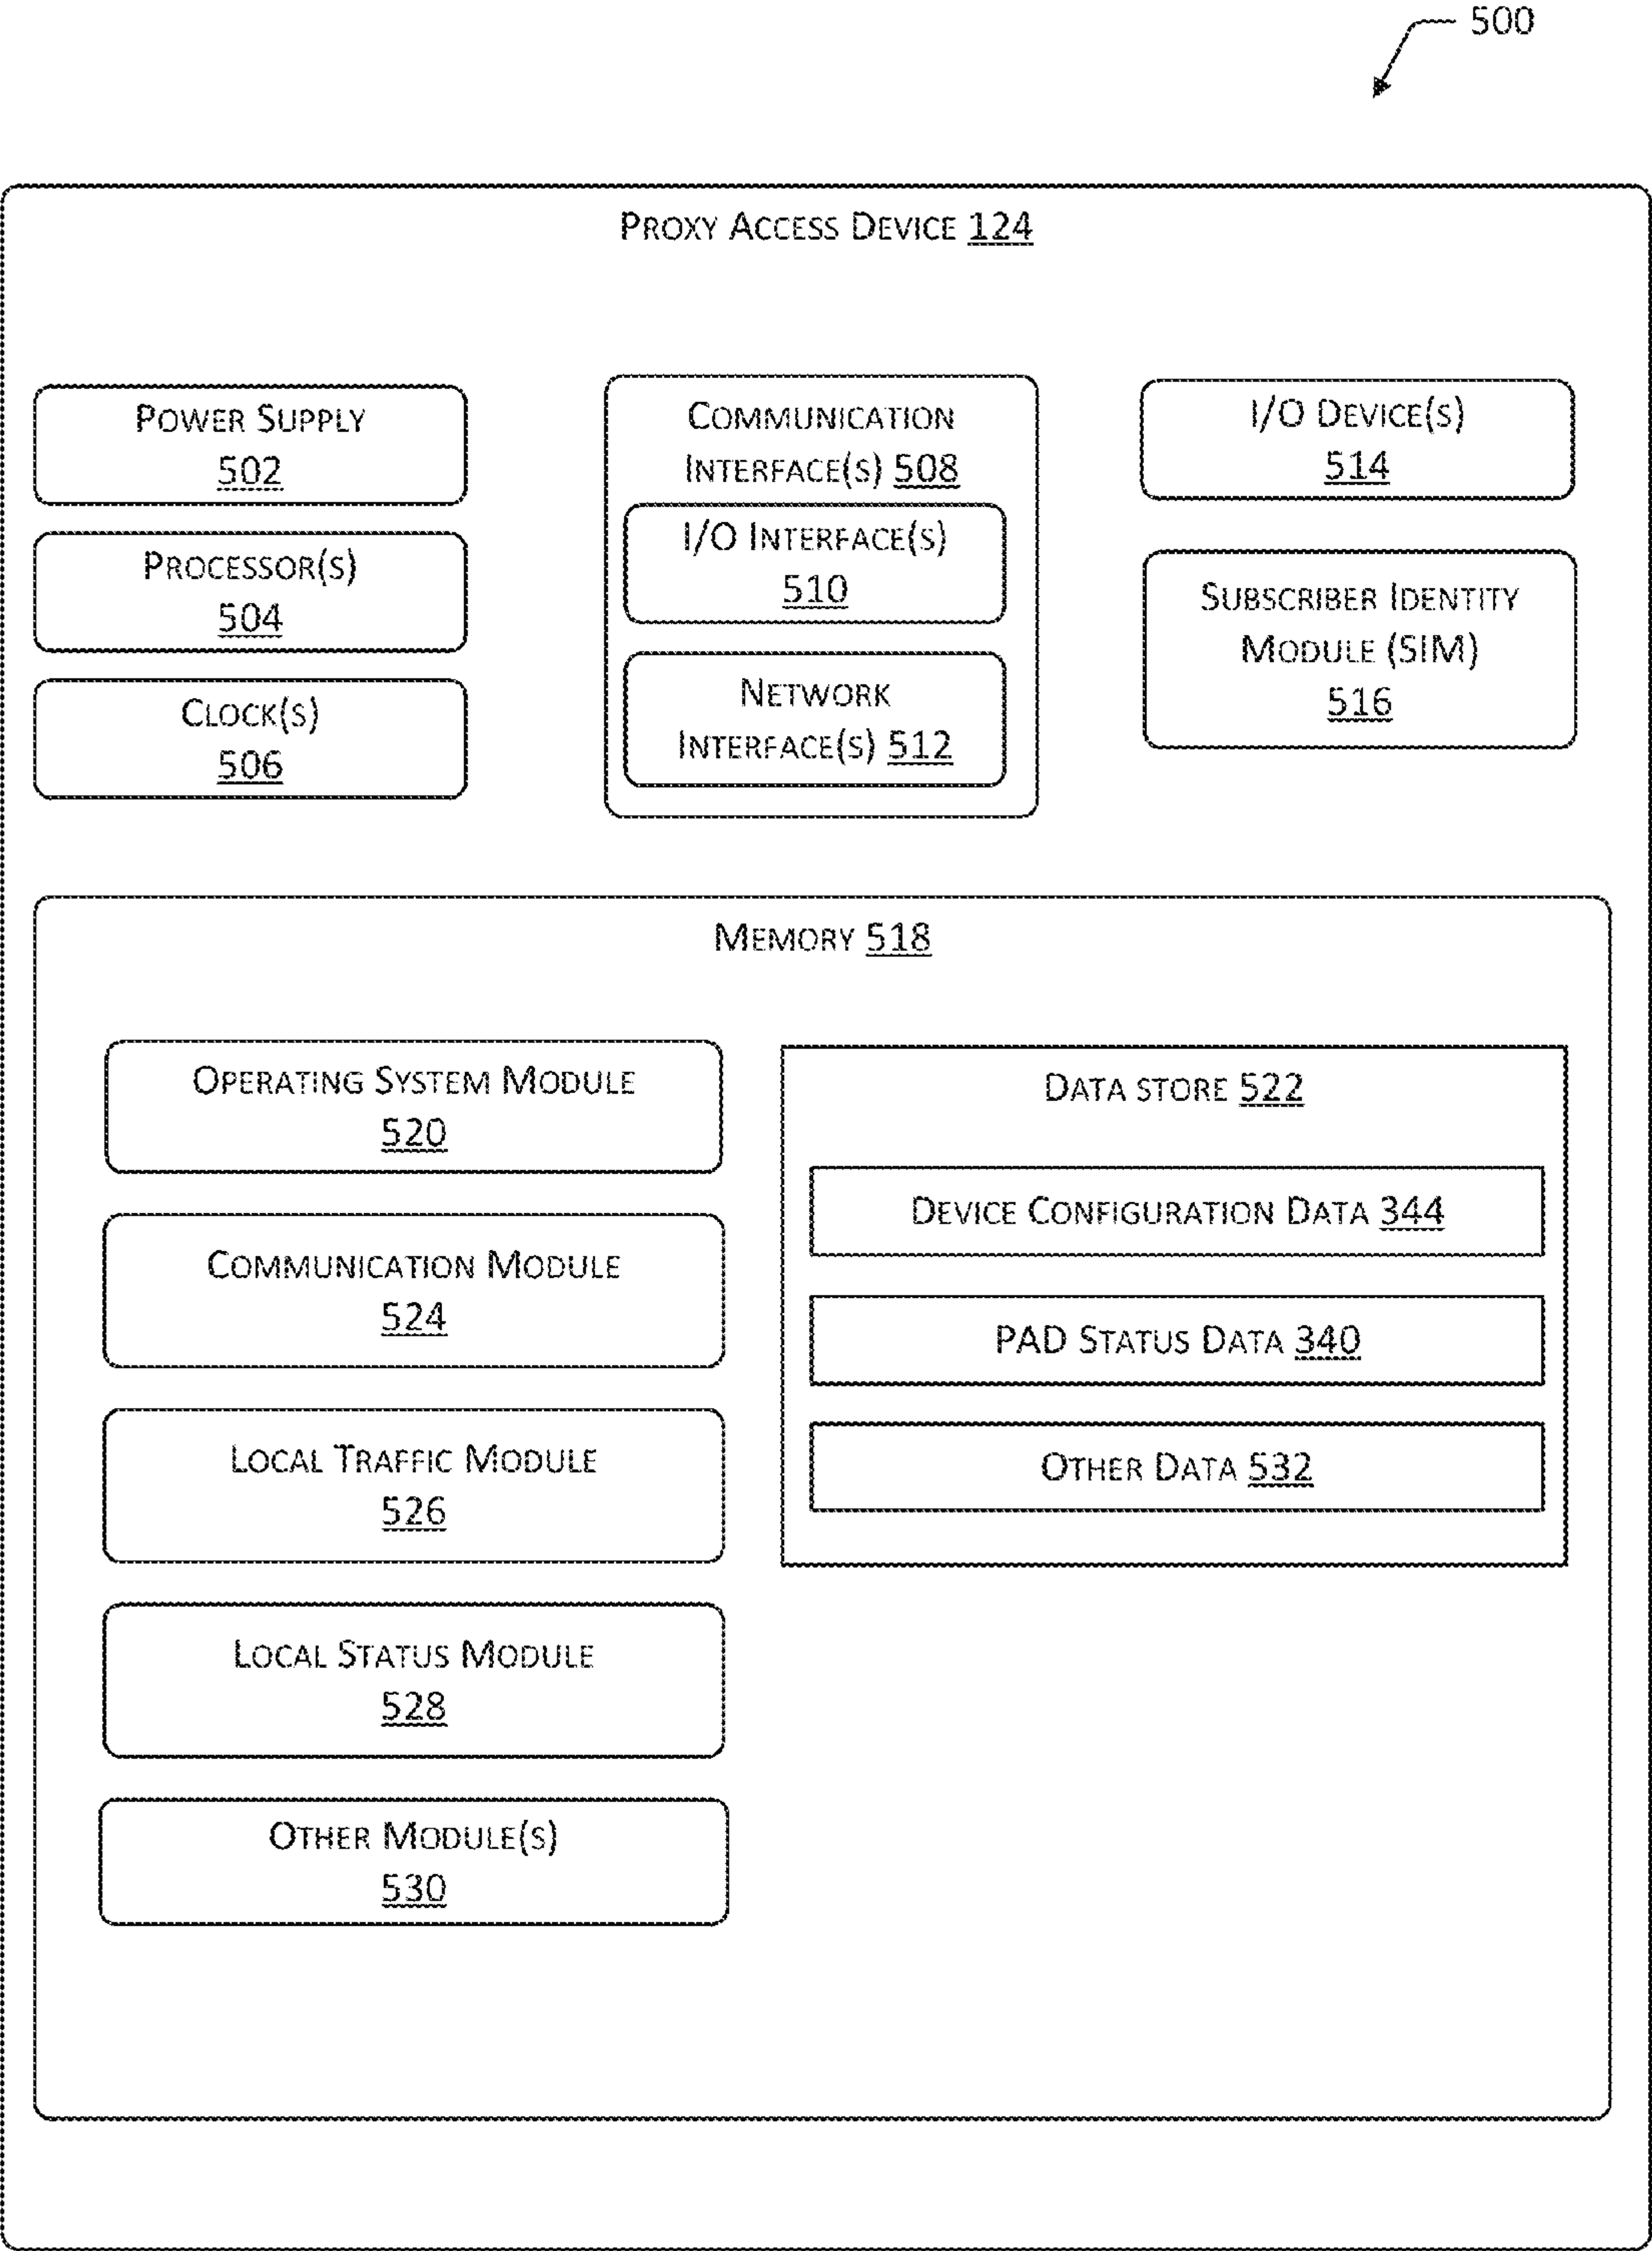 500
PROXY ACCESS DEVICE 124
POWER SUPPLY
502
PROCESSOR(S)
504
CLOCK(S)
506
COMMUNICATION
INTERFACE(S) 508
I/O INTERFACE(S)
510
NETWORK
INTERFACE(S) 512
I/O DEVICE(S)
514
SUBSCRIBER IDENTITY
MODULE (SIM)
516
MEMORY 518
OPERATING SYSTEM MODULE
520
COMMUNICATION MODULE
524
LOCAL TRAFFIC MODULE
526
LOCAL STATUS MODULE
528
OTHER MODULE(S)
530
DATA STORE 522
DEVICE CONFIGURATION DATA 344
PAD STATUS DATA 340
OTHER DATA 532